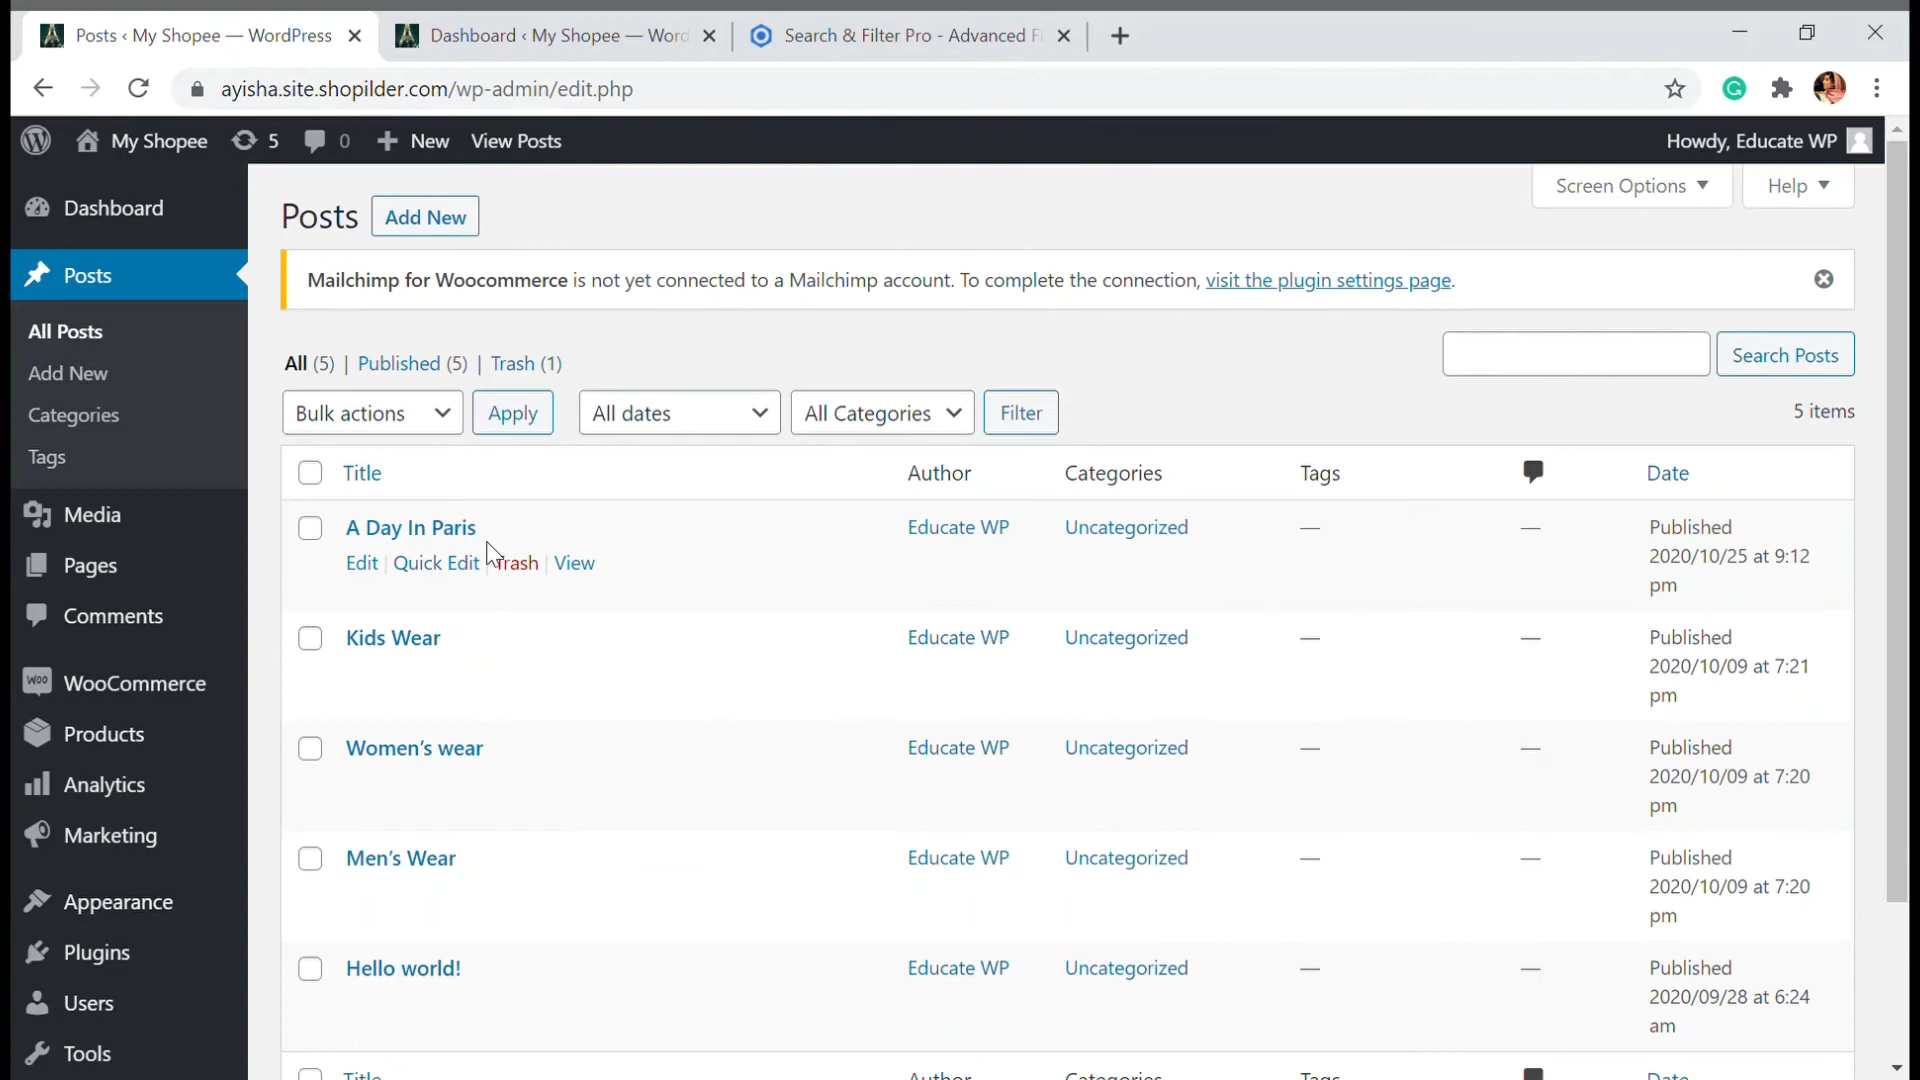 Posts ‹ My Shopee — WordPress
Dashboard ‹ My Shopee — Word
Search & Filter Pro - Advanced Fi
ayisha.site.shopilder.com/wp-admin/edit.php
My Shopee 5 0 New View Posts
Howdy, Educate WP
Screen Options
Help
Dashboard
Posts
All Posts
Add New
Categories
Tags
Media
Pages
Comments
Woo WooCommerce
Products
Analytics
Marketing
Appearance
Plugins
Users
Tools
Posts Add New
Mailchimp for Woocommerce is not yet connected to a Mailchimp account. To complete the connection, visit the plugin settings page.
All (5) | Published (5) | Trash (1)
Search Posts
Bulk actions Apply All dates All Categories Filter
5 items
Title Author Categories Tags Date
A Day In Paris Educate WP Uncategorized — — Published
2020/10/25 at 9:12
pm
Edit | Quick Edit | Trash | View
Kids Wear Educate WP Uncategorized — — Published
2020/10/09 at 7:21
pm
Women’s wear Educate WP Uncategorized — — Published
2020/10/09 at 7:20
pm
Men’s Wear Educate WP Uncategorized — — Published
2020/10/09 at 7:20
pm
Hello world! Educate WP Uncategorized — — Published
2020/09/28 at 6:24
am
Title Author Categories Tags Date